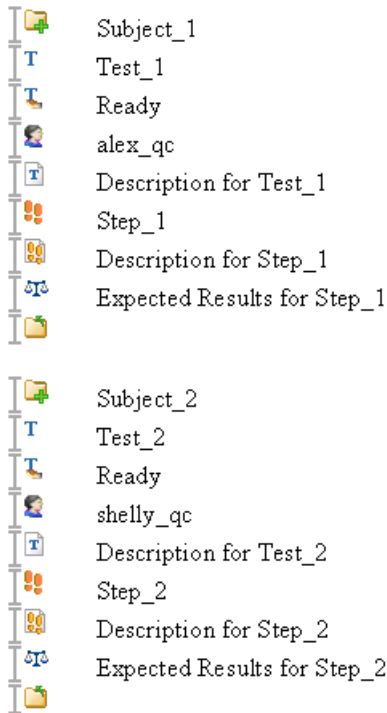 Subject_1
Test_1
Ready
alex_qc
Description for Test_1
Step_1
Description for Step_1
Expected Results for Step_1
Subject_2
Test_2
Ready
shelly_qc
Description for Test_2
Step_2
Description for Step_2
Expected Results for Step_2